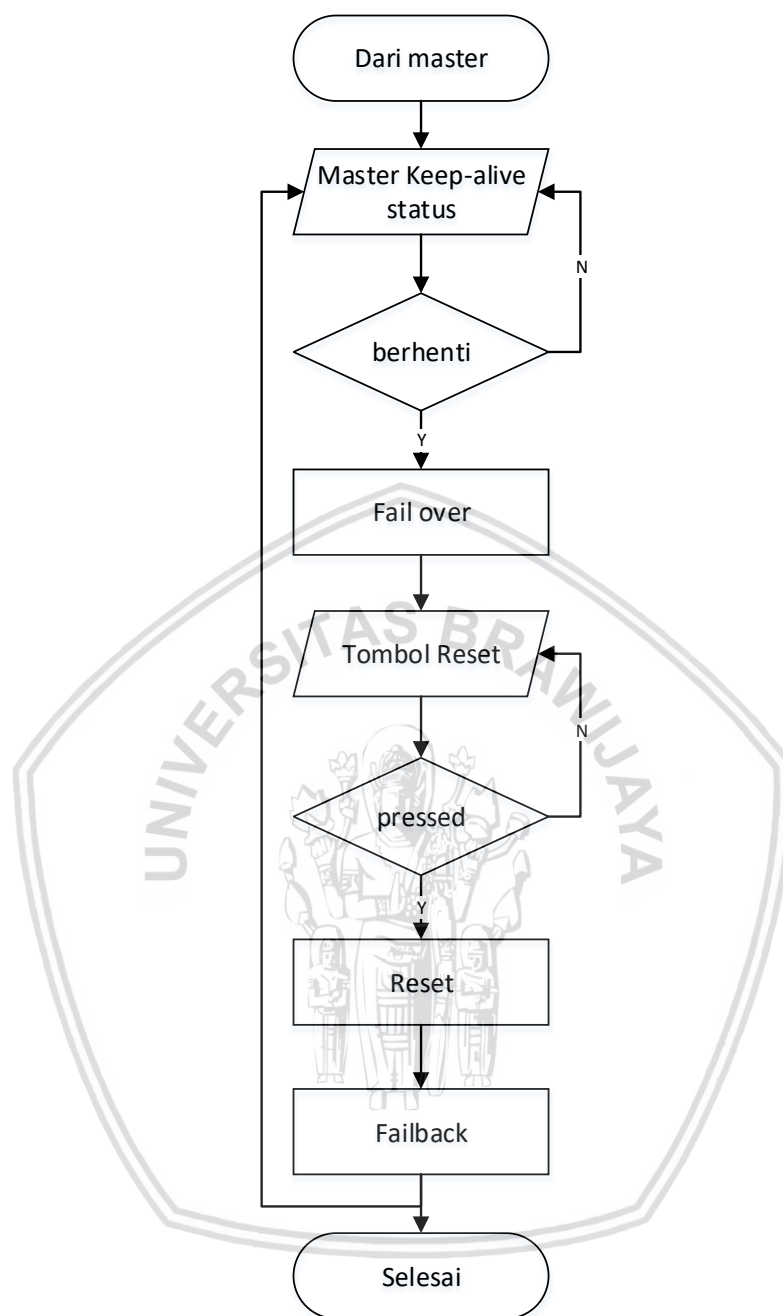 Dari master
Master Keep-alive
status
N
berhenti
Y
Fail over
UNIVERSITAS BRAWIJAYA
Tombol Reset
N
pressed
Y
Reset
Failback
Selesai